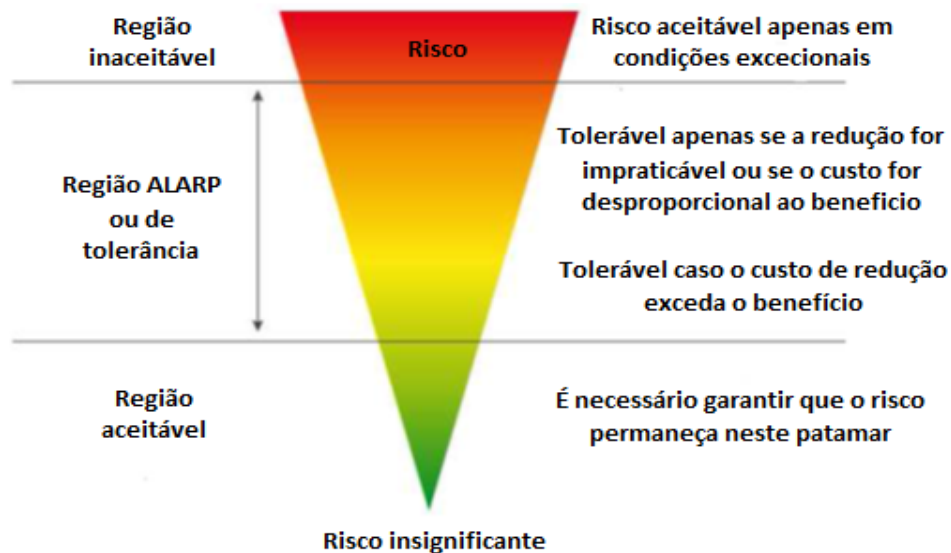 Região
inaceitável
Risco
Risco aceitável apenas em
condições excecionais
Região ALARP
ou de
tolerância
Tolerável apenas se a redução for
impraticável ou se o custo for
desproporcional ao beneficio
Tolerável caso o custo de redução
exceda o benefício
Região
aceitável
É necessário garantir que o risco
permaneça neste patamar
Risco insignificante